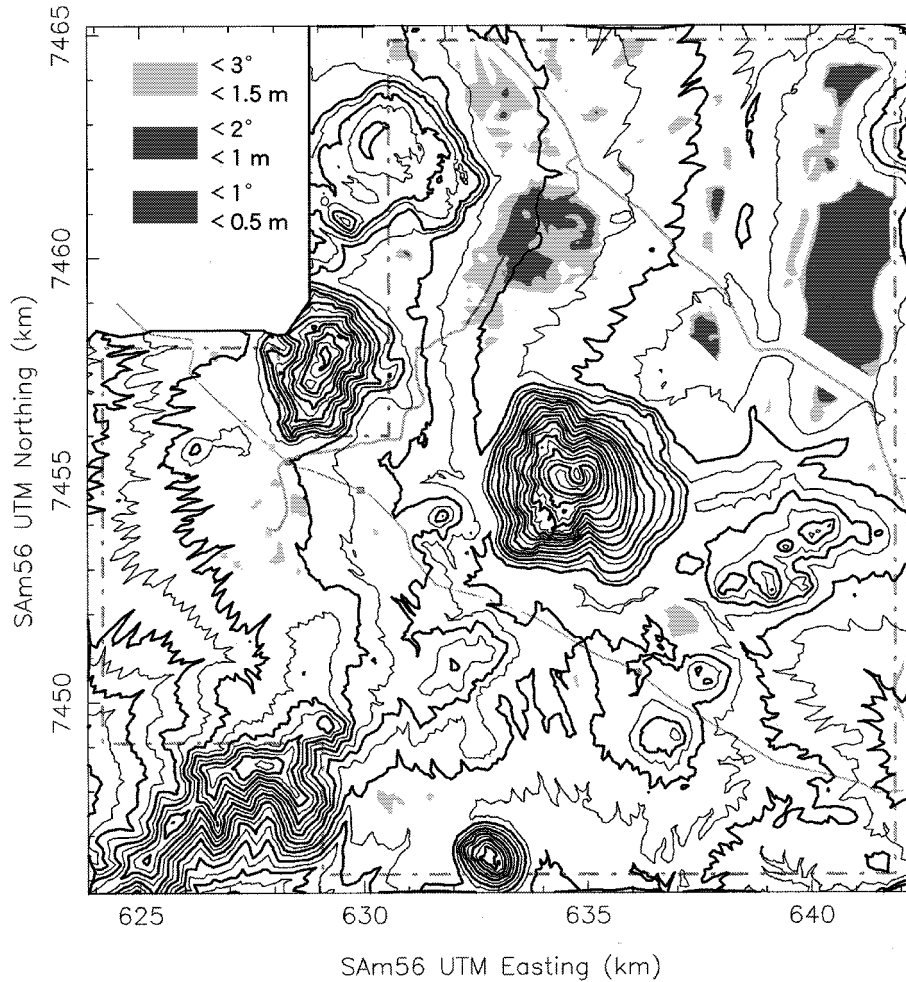 7465
< 3°
< 1.5 m
< 2°
< 1 m
< 1°
< 0.5 m
7460
7455
7450
SAm56 UTM Northing (km)
625 630 635 640
SAm56 UTM Easting (km)